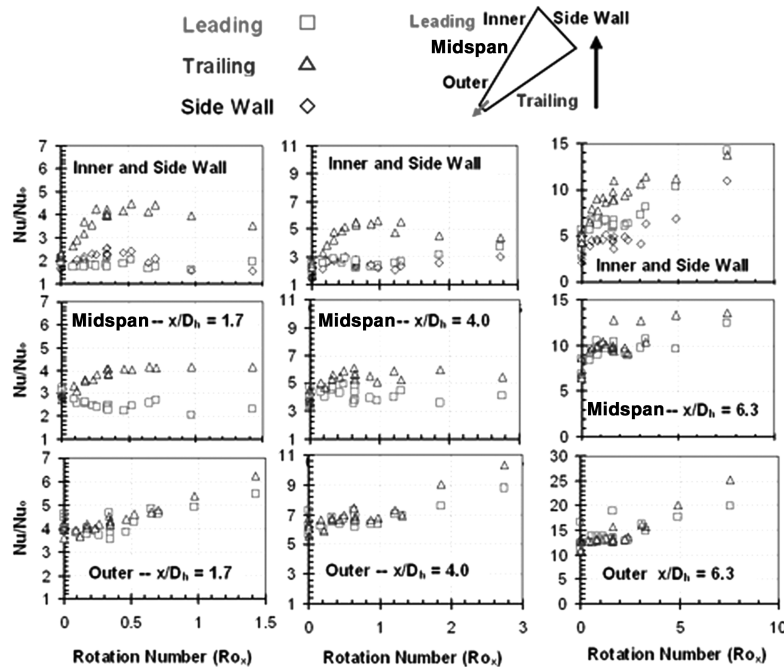 Leading
Trailing
Side Wall
Leading Inner Side Wall
Midspan
Outer
Trailing
7
6
5
4
3
2
1
Nu/Nuₒ
Inner and Side Wall
11
9
7
5
3
1
Inner and Side Wall
15
10
5
0
Inner and Side Wall
7
6
5
4
3
2
1
Nu/Nuₒ
Midspan -- x/Dₕ = 1.7
11
9
7
5
3
1
Midspan -- x/Dₕ = 4.0
15
10
5
0
Midspan -- x/Dₕ = 6.3
7
6
5
4
3
2
1
Nu/Nuₒ
Outer -- x/Dₕ = 1.7
0 0.5 1 1.5
Rotation Number (Roₓ)
11
9
7
5
3
1
Outer -- x/Dₕ = 4.0
0 1 2 3
Rotation Number (Roₓ)
30
25
20
15
10
5
0
Outer x/Dₕ = 6.3
0 5 10
Rotation Number (Roₓ)